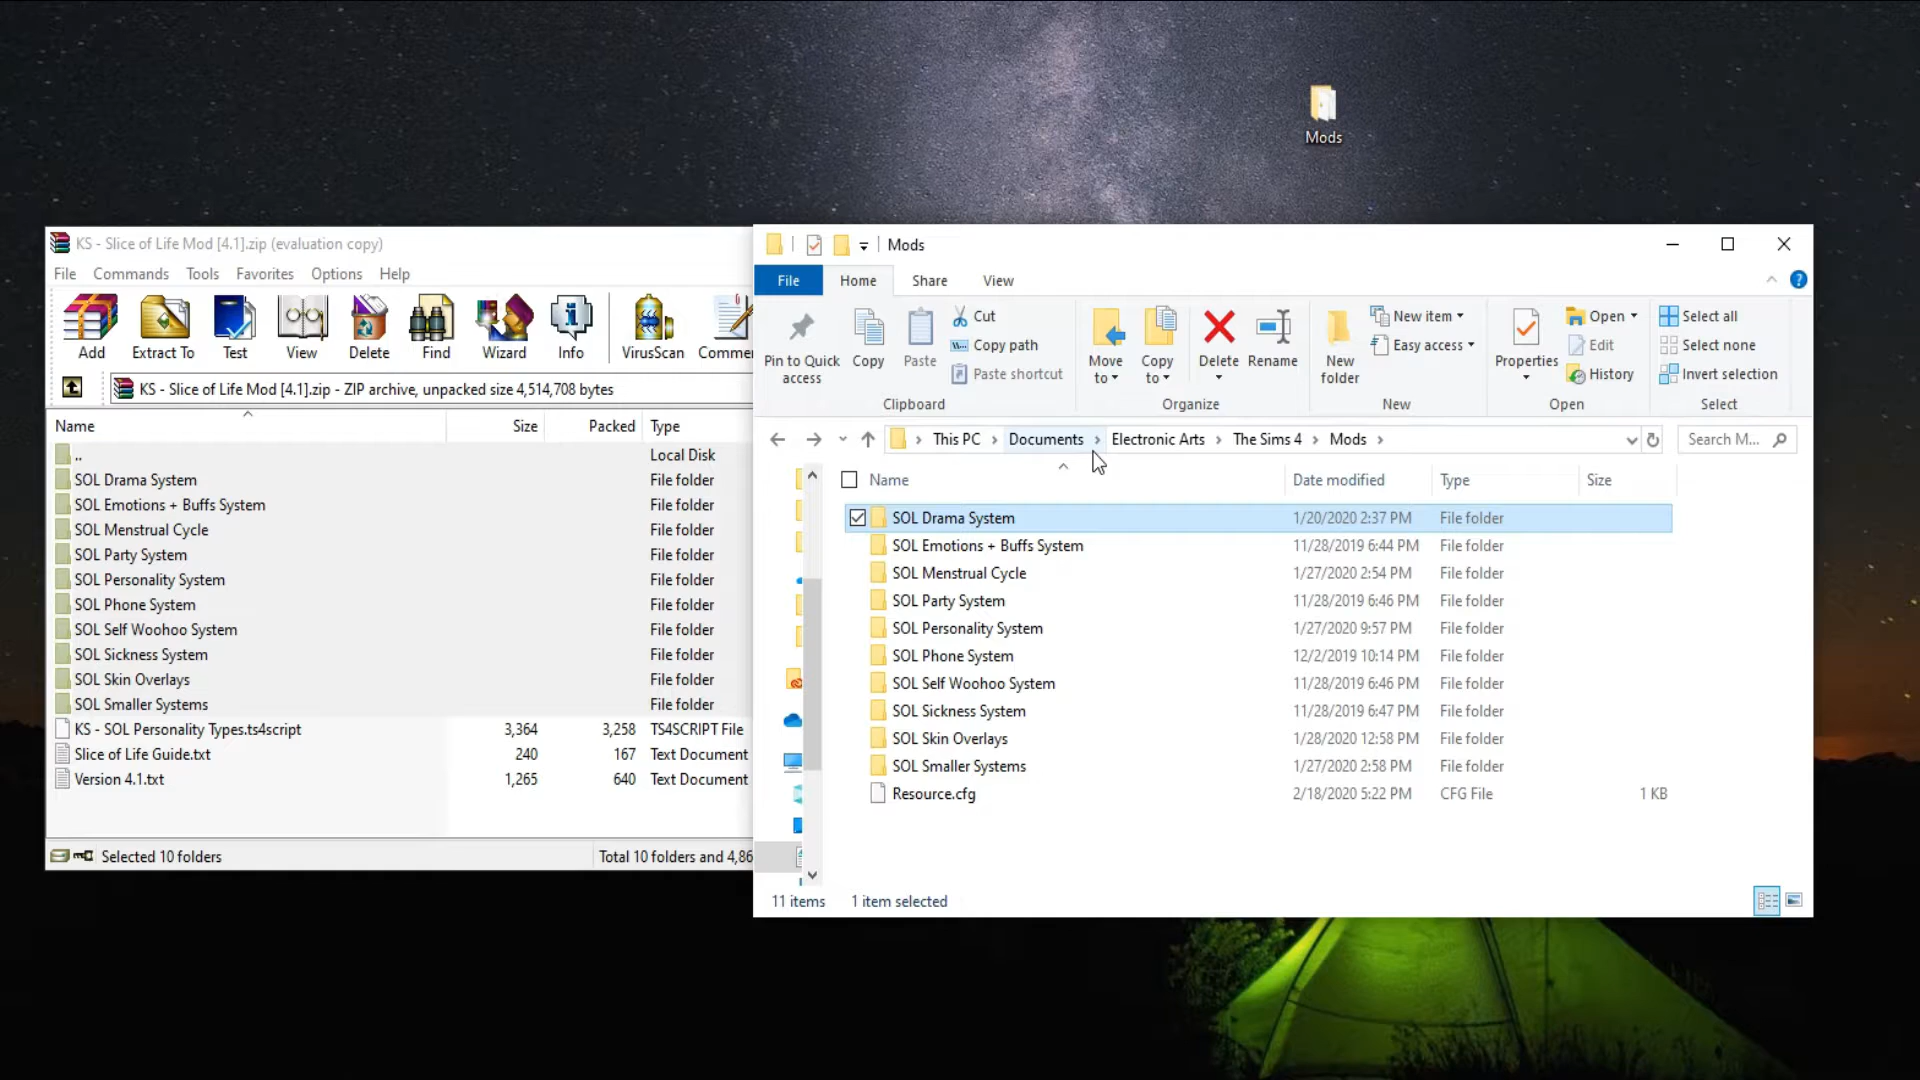 Mods
KS - Slice of Life Mod [4.1].zip (evaluation copy)
File Commands Tools Favorites Options Help
Add Extract To Test View Delete Find Wizard Info VirusScan
KS - Slice of Life Mod [4.1].zip - ZIP archive, unpacked size 4,514,708 bytes
Name Size Packed Type
.. Local Disk
SOL Drama System File folder
SOL Emotions + Buffs System File folder
SOL Menstrual Cycle File folder
SOL Party System File folder
SOL Personality System File folder
SOL Phone System File folder
SOL Self Woohoo System File folder
SOL Sickness System File folder
SOL Skin Overlays File folder
SOL Smaller Systems File folder
KS - SOL Personality Types.ts4script 3,364 3,258 TS4SCRIPT File
Slice of Life Guide.txt 240 167 Text Document
Version 4.1.txt 1,265 640 Text Document
Selected 10 folders Total 10 folders and 4,86
Mods
File Home Share View
Pin to Quick access
Copy
Paste
Cut
Copy path
Paste shortcut
Clipboard
Move to
Copy to
Delete
Rename
Organize
New folder
New item
Easy access
New
Properties
Open
Edit
History
Open
Select all
Select none
Invert selection
Select
This PC Documents Electronic Arts The Sims 4 Mods
Search M...
Name Date modified Type Size
SOL Drama System 1/20/2020 2:37 PM File folder
SOL Emotions + Buffs System 11/28/2019 6:44 PM File folder
SOL Menstrual Cycle 1/27/2020 2:54 PM File folder
SOL Party System 11/28/2019 6:46 PM File folder
SOL Personality System 1/27/2020 9:57 PM File folder
SOL Phone System 12/2/2019 10:14 PM File folder
SOL Self Woohoo System 11/28/2019 6:46 PM File folder
SOL Sickness System 11/28/2019 6:47 PM File folder
SOL Skin Overlays 1/28/2020 12:58 PM File folder
SOL Smaller Systems 1/27/2020 2:58 PM File folder
Resource.cfg 2/18/2020 5:22 PM CFG File 1 KB
11 items 1 item selected